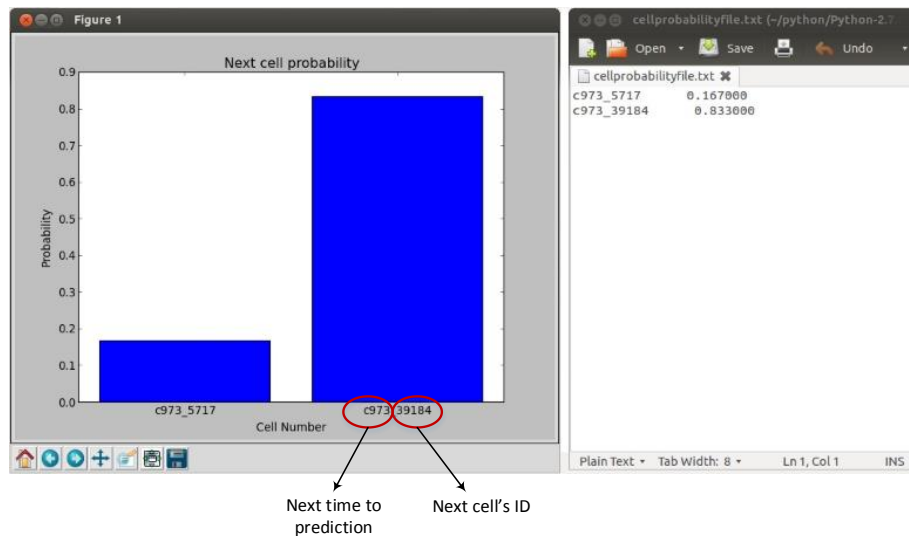 Figure 1
Next cell probability
0.9
0.8
0.7
0.6
0.5
0.4
0.3
0.2
0.1
0.0
Probability
c973_5717 c973_39184
Cell Number
Next time to
prediction
Next cell's ID
cellprobabilityfile.txt (~/python/Python-2.7
Open Save Undo
cellprobabilityfile.txt
c973_5717 0.167000
c973_39184 0.833000
Plain Text Tab Width: 8 Ln 1, Col 1 INS